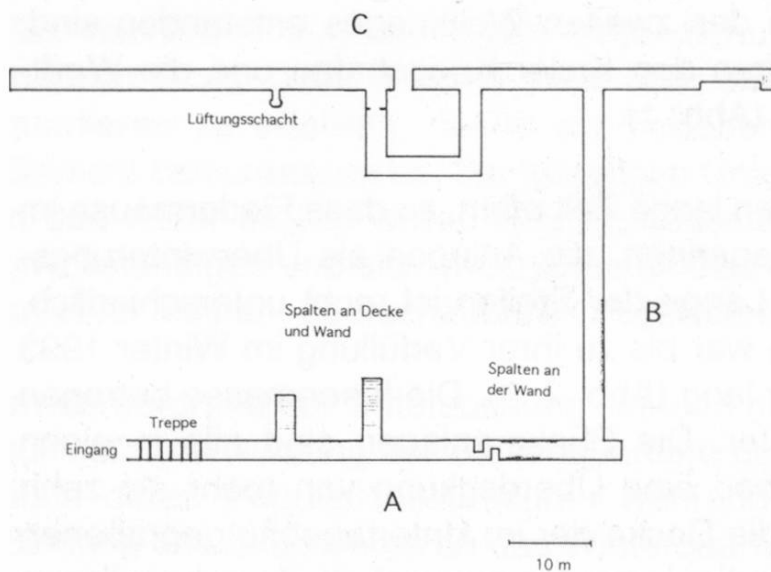 C
Lüftungsschacht
Spalten an Decke
und Wand
B
Spalten an
der Wand
Treppe
Eingang
A
10 m